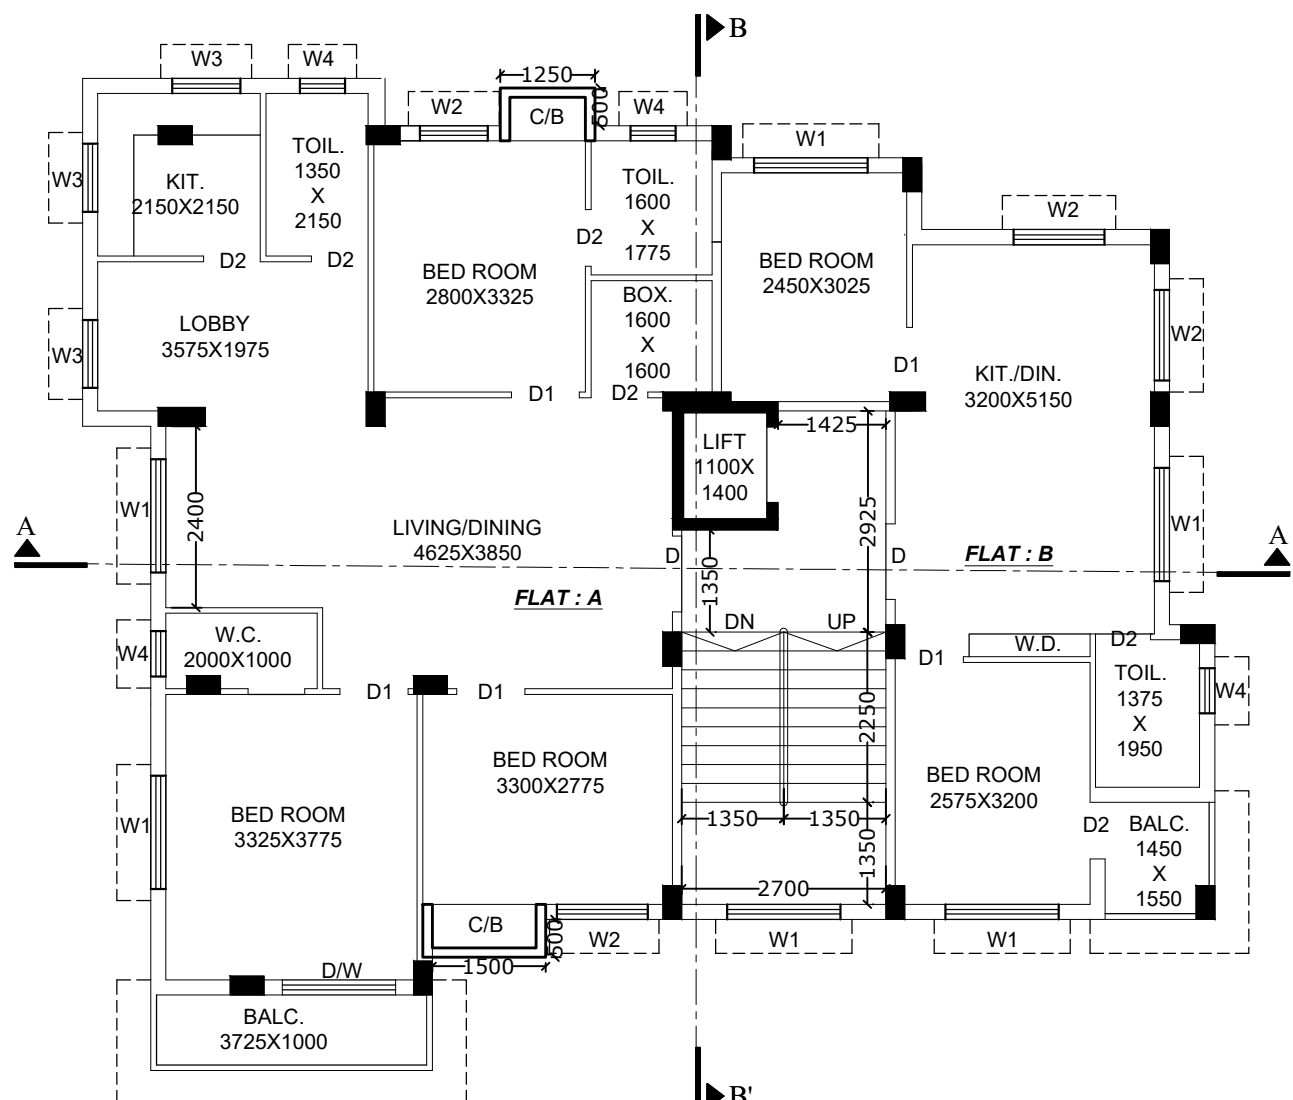 B
W3
W4
1250
W2
C/B
500
W4
W1
TOIL.
1350
X
2150
W3
KIT.
2150X2150
TOIL.
1600
X
1775
W2
D2
D2
D2
BED ROOM
2800X3325
BED ROOM
2450X3025
BOX.
1600
X
1600
LOBBY
3575X1975
W3
W2
D1
KIT./DIN.
3200X5150
D1
D2
1425
LIFT
1100X
1400
W1
2400
2925
W1
LIVING/DINING
4625X3850
A
A
D
1350
D
FLAT : B
FLAT : A
DN
UP
W.C.
2000X1000
W4
D1
W.D.
D2
TOIL.
1375
X
1950
W4
D1
D1
2250
BED ROOM
3300X2775
BED ROOM
2575X3200
W1
BED ROOM
3325X3775
1350
1350
1350
D2
BALC.
1450
X
1550
2700
C/B
500
W2
W1
W1
1500
D/W
BALC.
3725X1000
B'